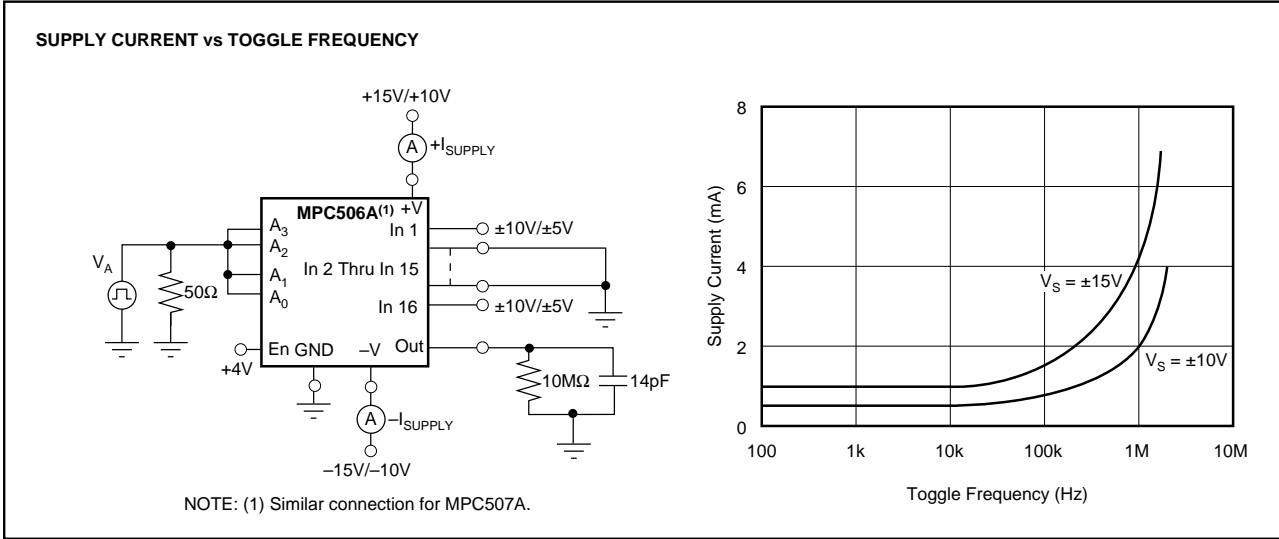 SUPPLY CURRENT vs TOGGLE FREQUENCY
+15V/+10V
A
+I_SUPPLY
MPC506A(1)
+V
A3
A2
A1
A0
In 1
±10V/±5V
In 2 Thru In 15
In 16
±10V/±5V
VA
50Ω
En
GND
–V
Out
+4V
10MΩ
14pF
A
–I_SUPPLY
–15V/–10V
NOTE: (1) Similar connection for MPC507A.
8
6
4
2
0
Supply Current (mA)
VS = ±15V
VS = ±10V
100
1k
10k
100k
1M
10M
Toggle Frequency (Hz)